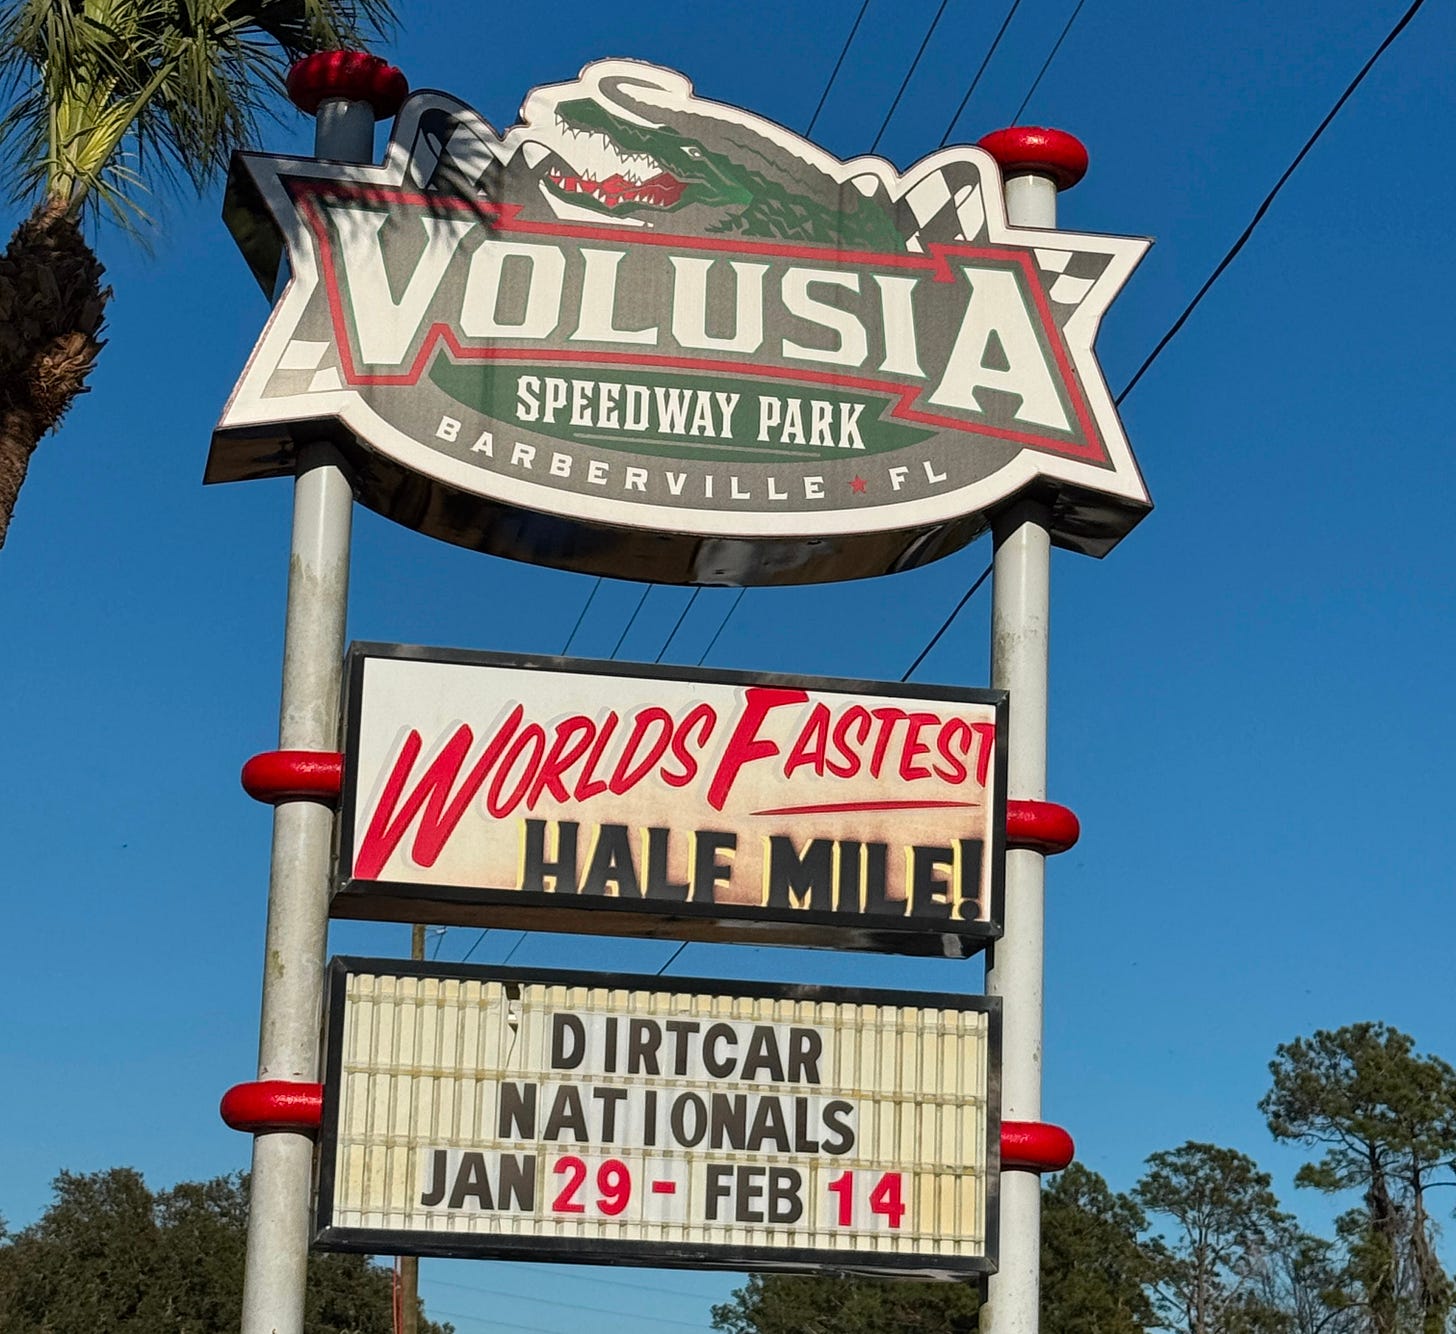 VOLUSIA
SPEEDWAY PARK
BARBERVILLE ★ FL
WORLDS FASTEST
HALF MILE!
DIRTCAR
NATIONALS
JAN 29 - FEB 14